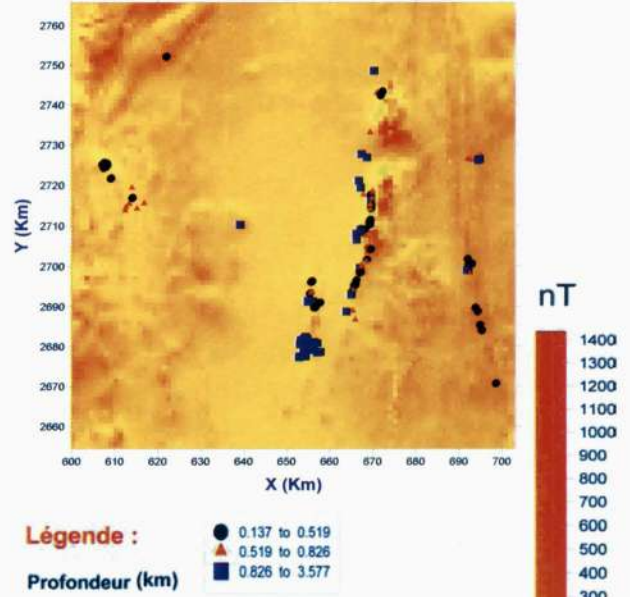 2760
2750
2740
2730
2720
2710
2700
2690
2680
2670
2660
Y (Km)
600 610 620 630 640 650 660 670 680 690 700
X (Km)
nT
1400
1300
1200
1100
1000
900
800
700
600
500
400
300
Légende :
0.137 to 0.519
0.519 to 0.826
0.826 to 3.577
Profondeur (km)